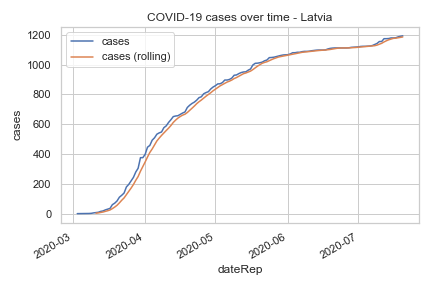 COVID-19 cases over time - Latvia
cases
cases (rolling)
1200
1000
800
600
400
200
0
cases
2020-03
2020-04
2020-05
2020-06
2020-07
dateRep